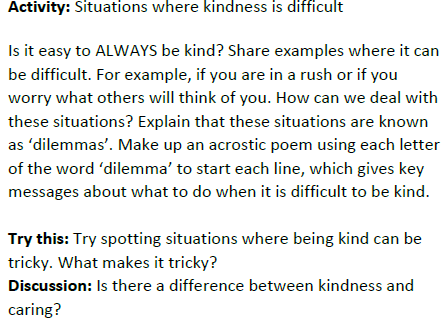 Activity: Situations where kindness is difficult
Is it easy to ALWAYS be kind? Share examples where it can
be difficult. For example, if you are in a rush or if you
worry what others will think of you. How can we deal with
these situations? Explain that these situations are known
as ‘dilemmas’. Make up an acrostic poem using each letter
of the word ‘dilemma’ to start each line, which gives key
messages about what to do when it is difficult to be kind.
Try this: Try spotting situations where being kind can be
tricky. What makes it tricky?
Discussion: Is there a difference between kindness and
caring?